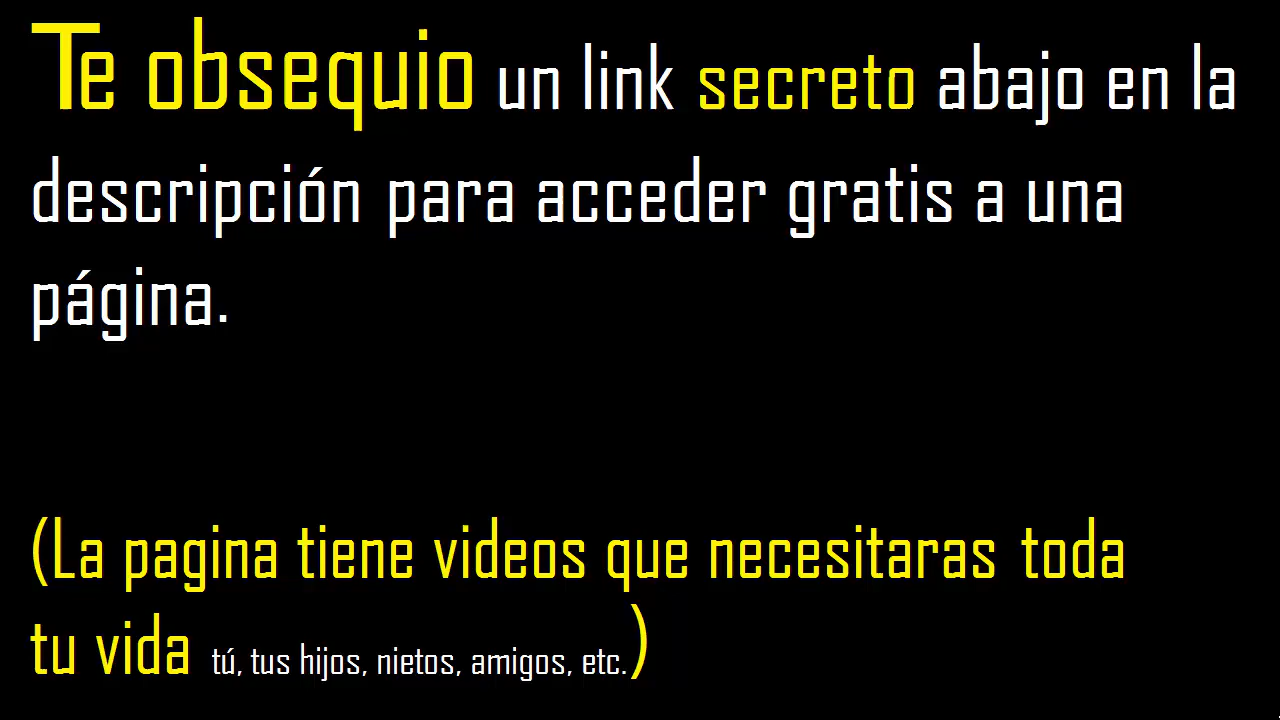 Te obsequio un link secreto abajo en la
descripción para acceder gratis a una
página.
(La pagina tiene videos que necesitaras toda
tu vida tú, tus hijos, nietos, amigos, etc.)